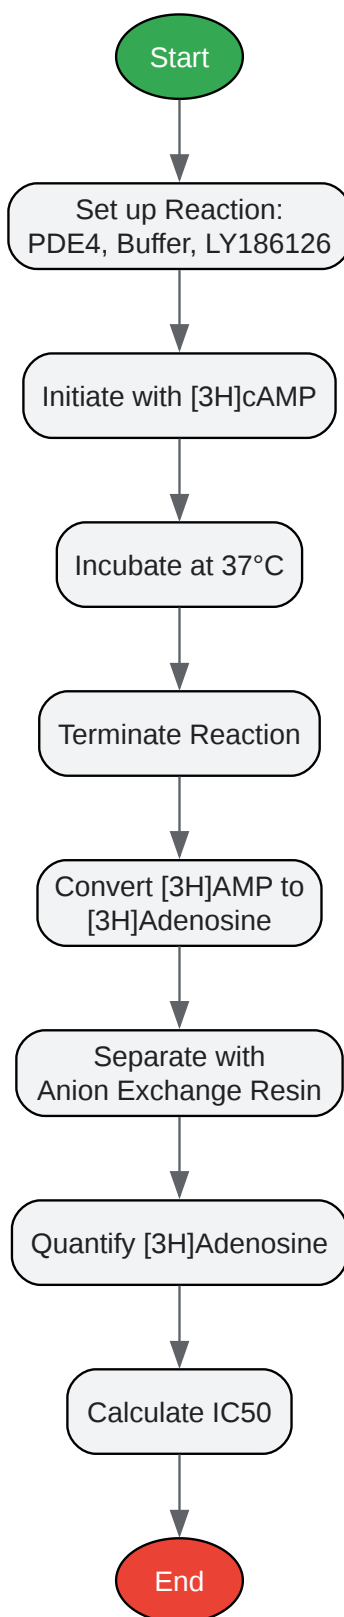 Start
Set up Reaction:
PDE4, Buffer, LY186126
Initiate with [3H]cAMP
Incubate at 37°C
Terminate Reaction
Convert [3H]AMP to
[3H]Adenosine
Separate with
Anion Exchange Resin
Quantify [3H]Adenosine
Calculate IC50
End